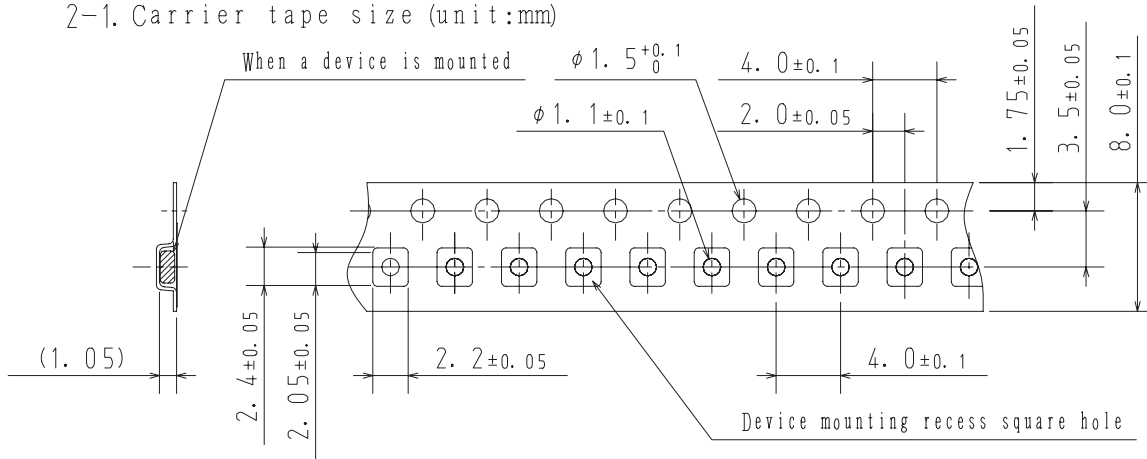 2-1. Carrier tape size (unit:mm)
When a device is mounted
φ1.5 +0.1 0
4.0±0.1
φ1.1±0.1
2.0±0.05
1.75±0.05
3.5±0.05
8.0±0.1
(1.05)
2.4±0.05
2.05±0.05
2.2±0.05
4.0±0.1
Device mounting recess square hole